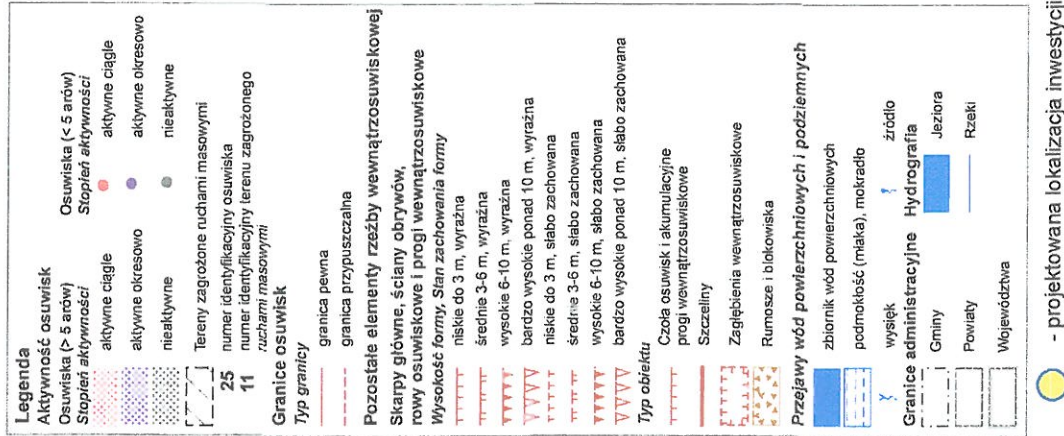 Legenda
Aktywność osuwisk
Osuwiska (> 5 arów)
Stopień aktywności
aktywne ciągle
aktywne okresowo
nieaktywne
Osuwiska (< 5 arów)
Stopień aktywności
aktywne ciągle
aktywne okresowo
nieaktywne
Tereny zagrożone ruchami masowymi
25 numer identyfikacyjny osuwiska
11 numer identyfikacyjny terenu zagrożonego
ruchami masowymi
Granice osuwisk
Typ granicy
granica pewna
granica przypuszczalna
Pozostałe elementy rzeźby wewnątrzosuwiskowej
Skarpy główne, ściany obrywów,
rowy osuwiskowe i progi wewnątrzosuwiskowe
Wysokość formy, Stan zachowania formy
niskie do 3 m, wyraźna
średnie 3-6 m, wyraźna
wysokie 6-10 m, wyraźna
bardzo wysokie ponad 10 m, wyraźna
niskie do 3 m, słabo zachowana
średnie 3-6 m, słabo zachowana
wysokie 6-10 m, słabo zachowana
bardzo wysokie ponad 10 m, słabo zachowana
Typ obiektu
Czoła osuwisk i akumulacyjne
progi wewnątrzosuwiskowe
Szczeliny
Zagłębienia wewnątrzosuwiskowe
Rumosze i blokowiska
Przejawy wód powierzchniowych i podziemnych
zbiornik wód powierzchniowych
podmokłość (młaka), mokradło
wysięk
źródło
Granice administracyjne
Gminy
Powiaty
Województwa
Hydrografia
Jeziora
Rzeki
- projektowana lokalizacja inwestycji